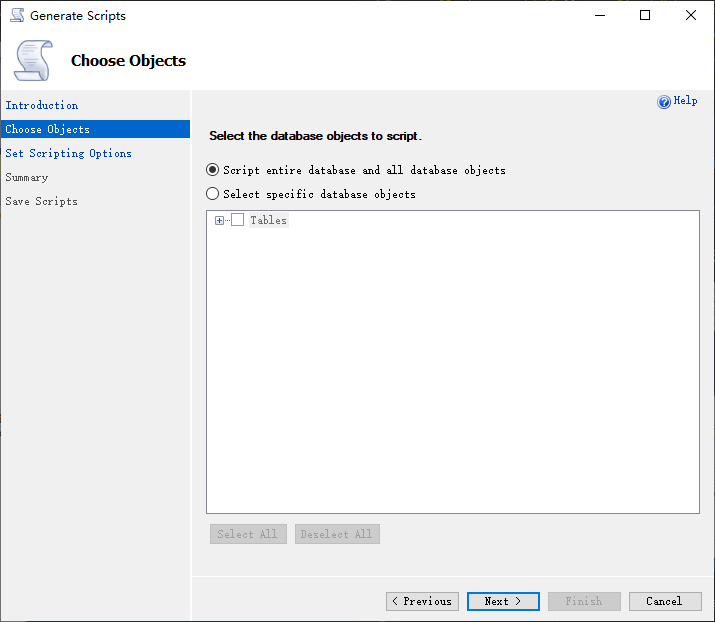 Generate Scripts
Choose Objects
Introduction
Choose Objects
Set Scripting Options
Summary
Save Scripts
Help
Select the database objects to script.
Script entire database and all database objects
Select specific database objects
Tables
Select All
Deselect All
< Previous
Next >
Finish
Cancel